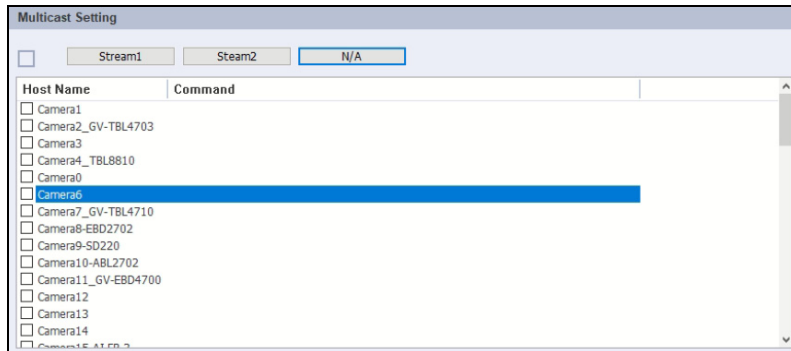 Multicast Setting
Stream1 Steam2 N/A
Host Name Command
Camera1
Camera2_GV-TBL4703
Camera3
Camera4_TBL8810
Camera0
Camera6
Camera7_GV-TBL4710
Camera8-EBD2702
Camera9-SD220
Camera10-ABL2702
Camera11_GV-EBD4700
Camera12
Camera13
Camera14